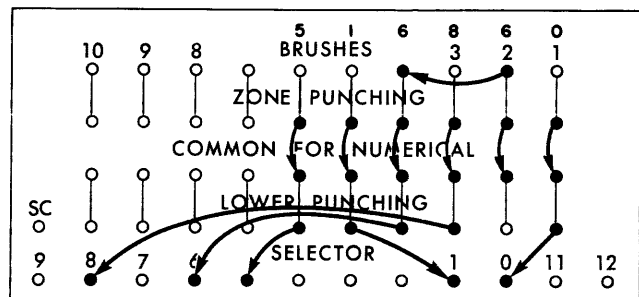 5 1 6 8 6 0
10 9 8 BRUSHES 3 2 1
ZONE PUNCHING
COMMON FOR NUMERICAL
LOWER PUNCHING
SC
SELECTOR
9 8 7 6 1 0 11 12